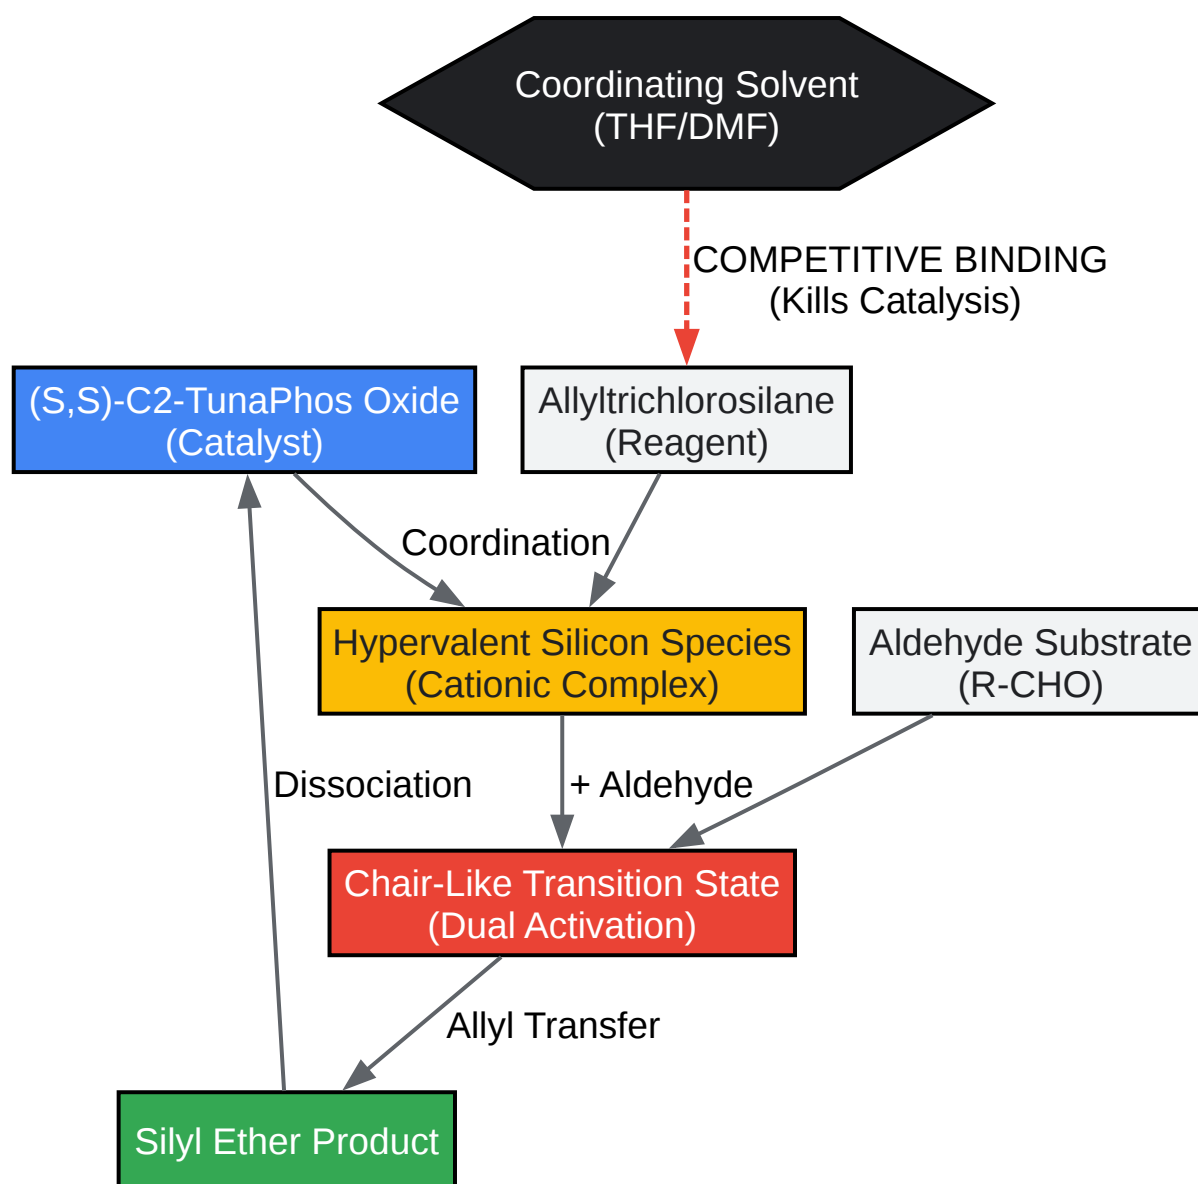 Coordinating Solvent
(THF/DMF)
COMPETITIVE BINDING
(Kills Catalysis)
(S,S)-C2-TunaPhos Oxide
(Catalyst)
Allyltrichlorosilane
(Reagent)
Coordination
Hypervalent Silicon Species
(Cationic Complex)
Aldehyde Substrate
(R-CHO)
Dissociation
+ Aldehyde
Chair-Like Transition State
(Dual Activation)
Allyl Transfer
Silyl Ether Product